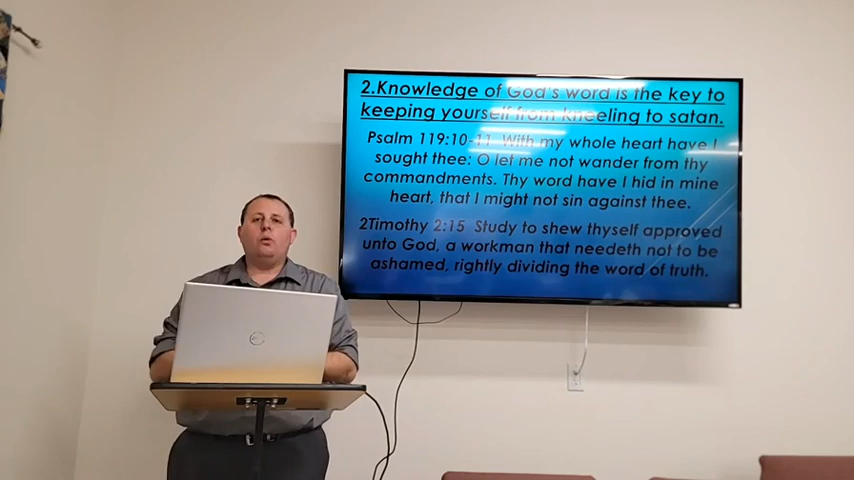 2.Knowledge of God's word is the key to
keeping yourself from kneeling to satan.
Psalm 119:10-11 With my whole heart have I
sought thee: O let me not wander from thy
commandments. Thy word have I hid in mine
heart, that I might not sin against thee.
2Timothy 2:15 Study to shew thyself approved
unto God, a workman that needeth not to be
ashamed, rightly dividing the word of truth.